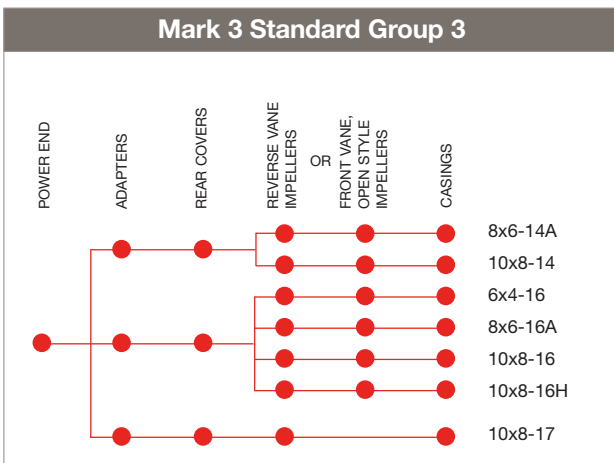 Mark 3 Standard Group 3
POWER END
ADAPTERS
REAR COVERS
REVERSE VANE
IMPELLERS
OR
FRONT VANE,
OPEN STYLE
IMPELLERS
CASINGS
8x6-14A
10x8-14
6x4-16
8x6-16A
10x8-16
10x8-16H
10x8-17